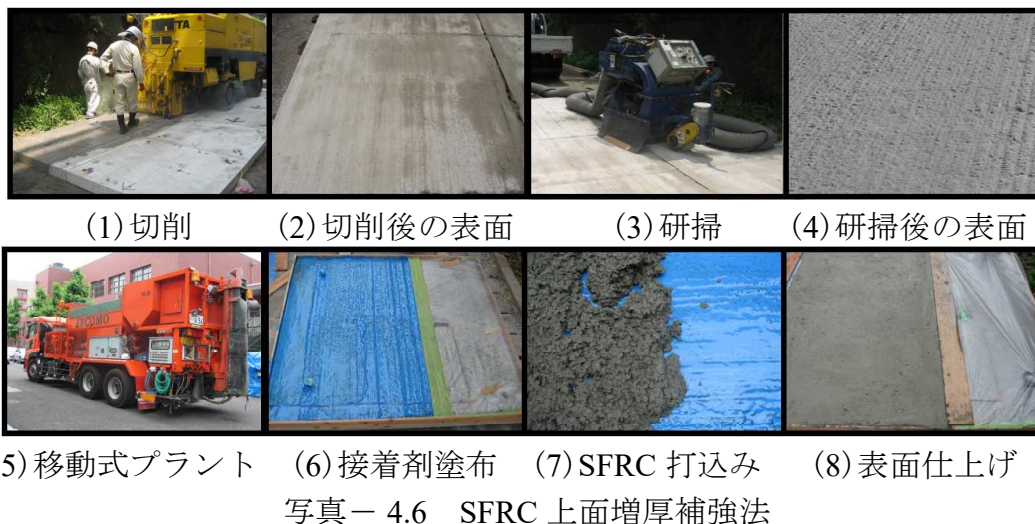 TTA
(1)切削
(2)切削後の表面
(3)研掃
(4)研掃後の表面
5)移動式プラント
(6)接着剤塗布
(7)SFRC 打込み
(8)表面仕上げ
写真－ 4.6 SFRC 上面増厚補強法